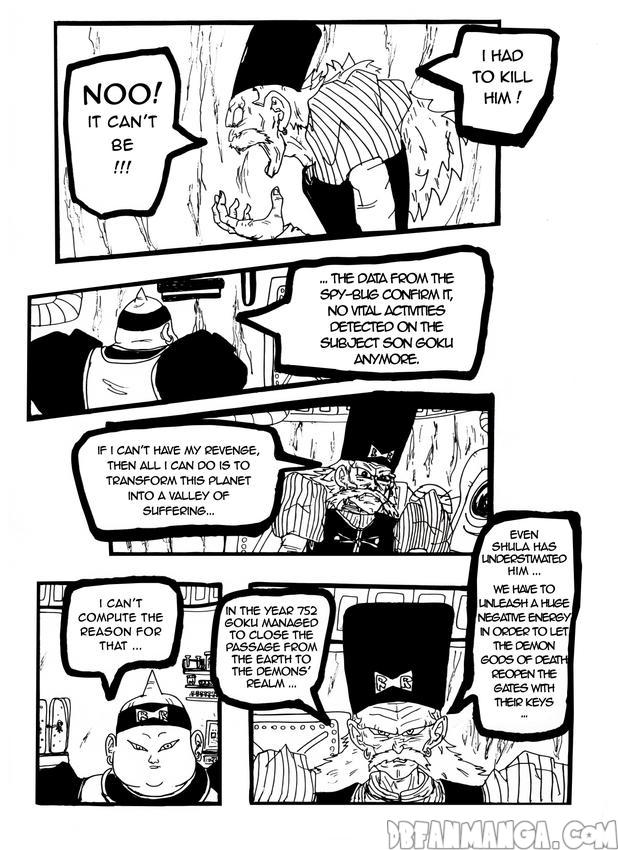 NOO!
IT CAN'T
BE
!!!
I HAD
TO KILL
HIM !
... THE DATA FROM THE
SPY-BUG CONFIRM IT,
NO VITAL ACTIVITIES
DETECTED ON THE
SUBJECT SON GOKU
ANYMORE.
IF I CAN'T HAVE MY REVENGE,
THEN ALL I CAN DO IS TO
TRANSFORM THIS PLANET
INTO A VALLEY OF
SUFFERING...
I CAN'T
COMPUTE THE
REASON FOR
THAT ...
R R
IN THE YEAR 752
GOKU MANAGED
TO CLOSE THE
PASSAGE FROM
THE EARTH TO
THE DEMONS'
REALM ...
EVEN
SHULA HAS
UNDERSTIMATED
HIM ...
WE HAVE TO
UNLEASH A HUGE
NEGATIVE ENERGY
IN ORDER TO LET
THE DEMON
GODS OF DEATH
REOPEN THE
GATES WITH
THEIR KEYS
...
DBFANMANGA.COM